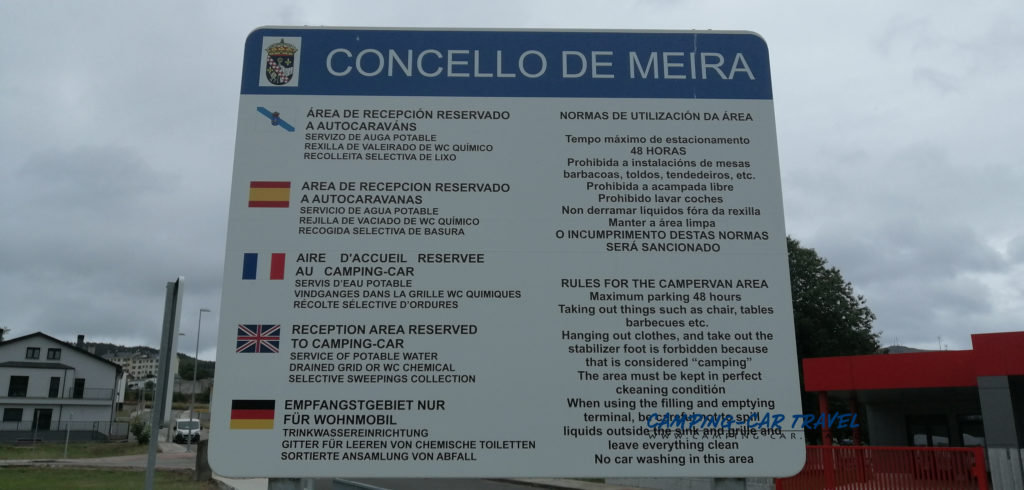 CONCELLO DE MEIRA
ÁREA DE RECEPCIÓN RESERVADO
A AUTOCARAVÁNS
SERVIZO DE AUGA POTABLE
REXILLA DE VALEIRADO DE WC QUÍMICO
RECOLLEITA SELECTIVA DE LIXO
AREA DE RECEPCION RESERVADO
A AUTOCARAVANAS
SERVICIO DE AGUA POTABLE
REJILLA DE VACIADO DE WC QUÍMICO
RECOGIDA SELECTIVA DE BASURA
AIRE D'ACCUEIL RESERVEE
AU CAMPING-CAR
SERVIS D'EAU POTABLE
VINDGANGES DANS LA GRILLE WC QUIMIQUES
RÉCOLTE SÉLECTIVE D'ORDURES
RECEPTION AREA RESERVED
TO CAMPING-CAR
SERVICE OF POTABLE WATER
DRAINED GRID OR WC CHEMICAL
SELECTIVE SWEEPINGS COLLECTION
EMPFANGSTGEBIET NUR
FÜR WOHNMOBIL
TRINKWASSEREINRICHTUNG
GITTER FÜR LEEREN VON CHEMISCHE TOILETTEN
SORTIERTE ANSAMLUNG VON ABFALL
NORMAS DE UTILIZACIÓN DA ÁREA
Tempo máximo de estacionamento
48 HORAS
Prohibida a instalacións de mesas
barbacoas, toldos, tendedeiros, etc.
Prohibida a acampada libre
Prohibido lavar coches
Non derramar líquidos fóra da rexilla
Manter a área limpa
O INCUMPRIMENTO DESTAS NORMAS
SERÁ SANCIONADO
RULES FOR THE CAMPERVAN AREA
Maximum parking 48 hours
Taking out things such as chair, tables
barbecues etc.
Hanging out clothes, and take out the
stabilizer foot is forbidden because
that is considered “camping”
The area must be kept in perfect
ckeaning conditión
When using the filling and emptying
terminal, be careful not to spill
liquids outside the sink and grille and
leave everything clean
No car washing in this area
CAMPING-CAR TRAVEL
WWW.CAMPING-CAR.